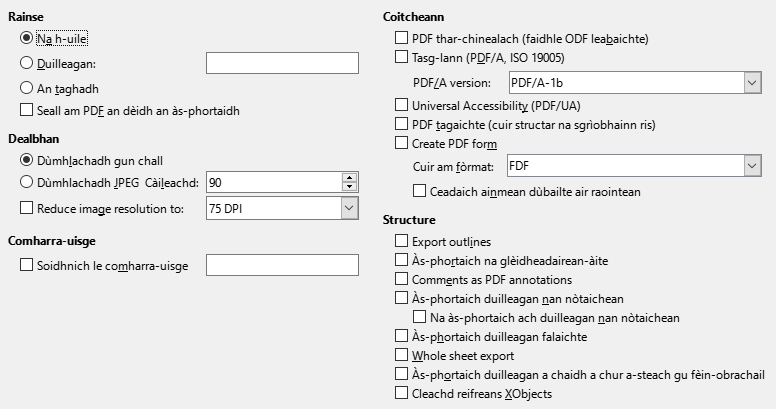 Rainse
Na h-uile
Duilleagan:
An taghadh
Seall am PDF an dèidh an às-phortaidh
Dealbhan
Dùmhlachadh gun chall
Dùmhlachadh JPEG Càileachd: 90
Reduce image resolution to: 75 DPI
Comharra-uisge
Soidhnich le comharra-uisge
Coitcheann
PDF thar-chinealach (faidhle ODF leabaichte)
Tasg-lann (PDF/A, ISO 19005)
PDF/A version: PDF/A-1b
Universal Accessibility (PDF/UA)
PDF tagaichte (cuir structar na sgrìobhainn ris)
Create PDF form
Cuir am fòrmat: FDF
Ceadaich ainmean dùbailte air raointean
Structure
Export outlines
Às-phortaich na glèidheadairean-àite
Comments as PDF annotations
Às-phortaich duilleagan nan nòtaichean
Na às-phortaich ach duilleagan nan nòtaichean
Às-phortaich duilleagan falaichte
Whole sheet export
Às-phortaich duilleagan a chaidh a chur a-steach gu fèin-obrachail
Cleachd reifreans XObjects